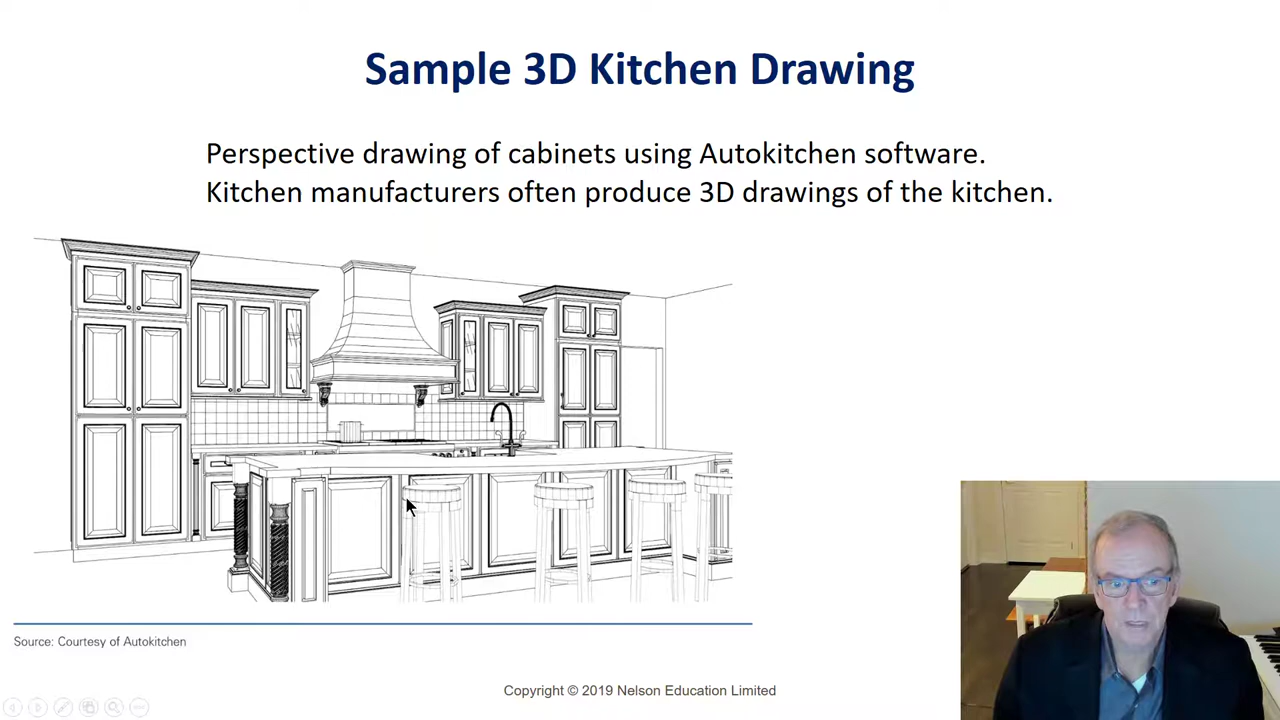 Sample 3D Kitchen Drawing
Perspective drawing of cabinets using Autokitchen software.
Kitchen manufacturers often produce 3D drawings of the kitchen.
Source: Courtesy of Autokitchen
Copyright © 2019 Nelson Education Limited